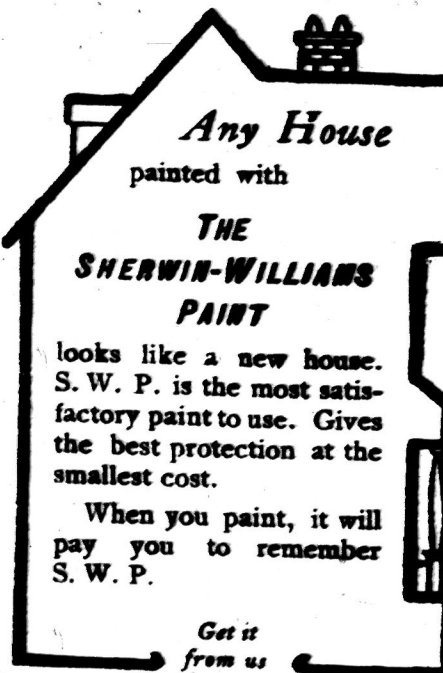 Any House
painted with
THE
SHERWIN-WILLIAMS
PAINT
looks like a new house.
S. W. P. is the most satis-
factory paint to use. Gives
the best protection at the
smallest cost.
When you paint, it will
pay you to remember
S. W. P.
Get it
from us